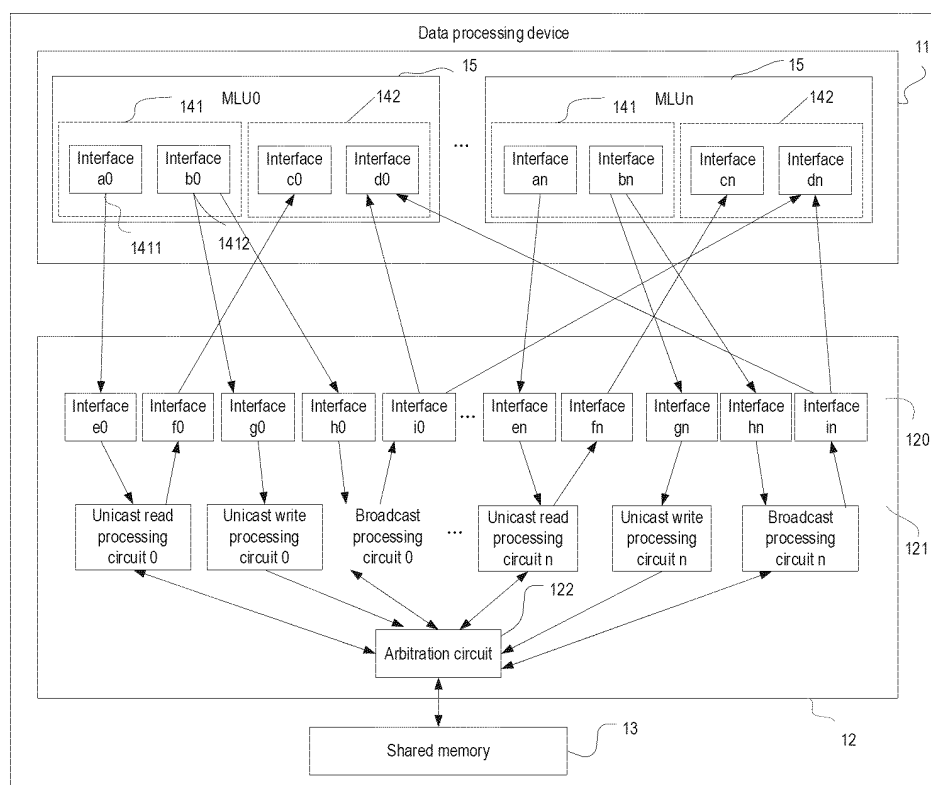 Data processing device
11
15
15
MLU0
MLUn
141
142
141
142
Interface
a0
Interface
b0
Interface
c0
Interface
d0
...
Interface
an
Interface
bn
Interface
cn
Interface
dn
1411
1412
Interface
e0
Interface
f0
Interface
g0
Interface
h0
Interface
i0
...
Interface
en
Interface
fn
Interface
gn
Interface
hn
Interface
in
120
Unicast read
processing
circuit 0
Unicast write
processing
circuit 0
Broadcast
processing
circuit 0
...
Unicast read
processing
circuit n
Unicast write
processing
circuit n
Broadcast
processing
circuit n
121
122
Arbitration circuit
12
Shared memory
13